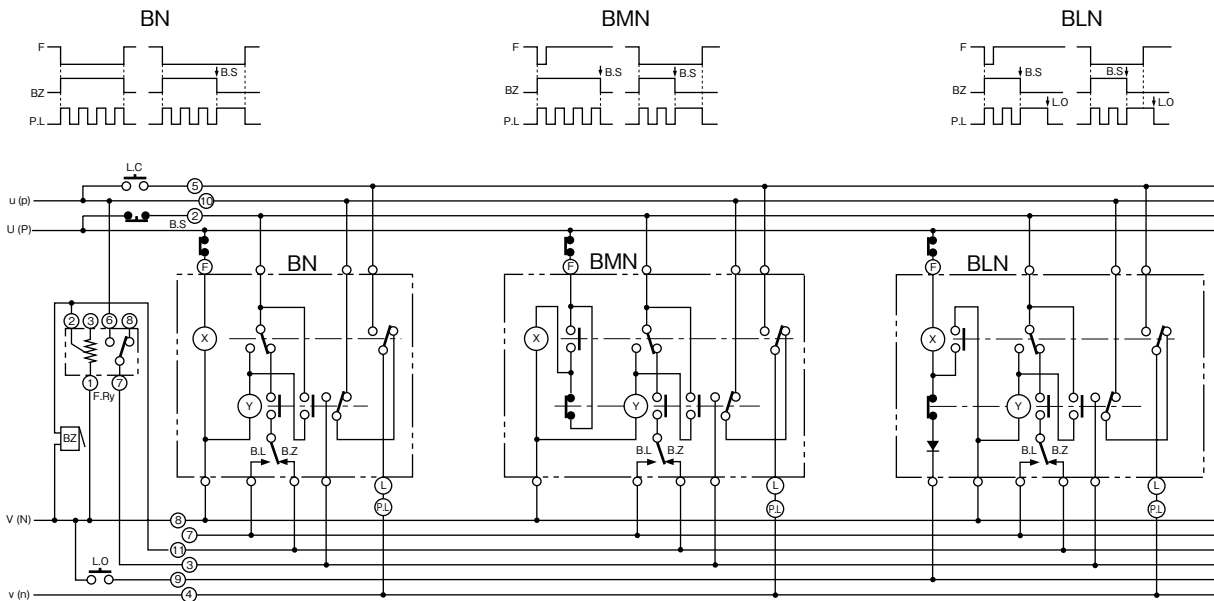 BN BMN BLN
F F F
B.S B.S B.S B.S B.S
BZ BZ BZ
L.O L.O
P.L P.L P.L
L.C
5
u (p) 10
2
B.S
U (P)
F BN F BMN F BLN
2 3 6 8
X X X
1 7
F.Ry
Y Y Y
BZ
B.L B.Z B.L B.Z B.L B.Z
L L L
P.L P.L P.L
V (N) 8
7
11
L.O 3
9
v (n) 4